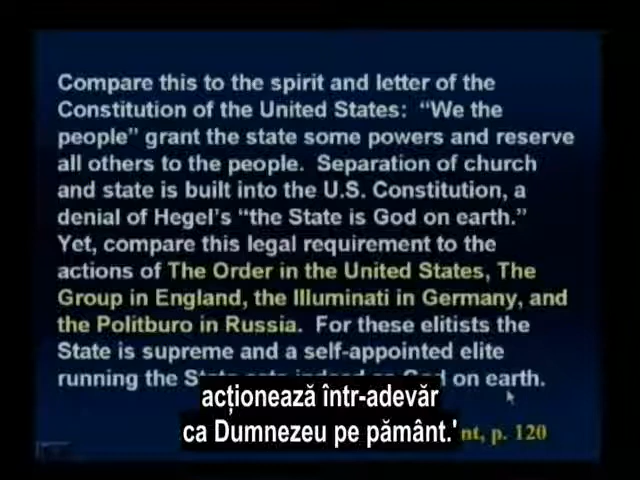 Compare this to the spirit and letter of the
Constitution of the United States: “We the
people” grant the state some powers and reserve
all others to the people. Separation of church
and state is built into the U.S. Constitution, a
denial of Hegel’s “the State is God on earth.”
Yet, compare this legal requirement to the
actions of The Order in the United States, The
Group in England, the Illuminati in Germany, and
the Politburo in Russia. For these elitists the
State is supreme and a self-appointed elite
running the on earth.
acționează într-adevăr
ca Dumnezeu pe pământ.'
p. 120